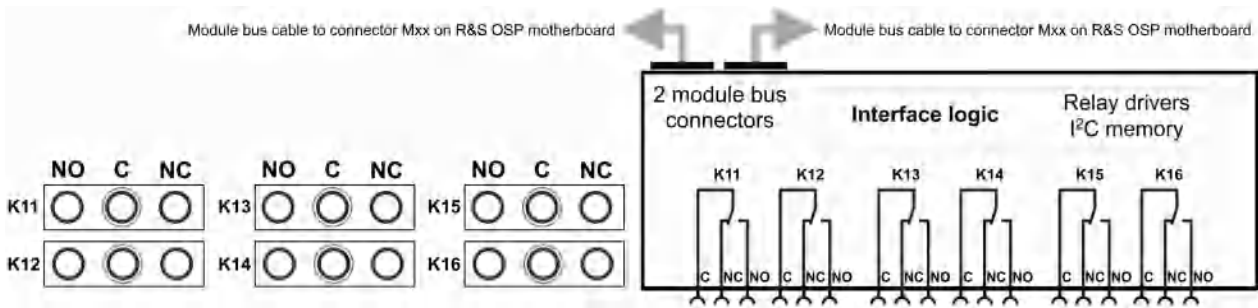 Module bus cable to connector Mxx on R&S OSP motherboard
Module bus cable to connector Mxx on R&S OSP motherboard
2 module bus
connectors
Interface logic
Relay drivers
I²C memory
NO C NC NO C NC NO C NC
K11 K13 K15
K12 K14 K16
K11 K12 K13 K14 K15 K16
C NC NO C NC NO C NC NO C NC NO C NC NO C NC NO